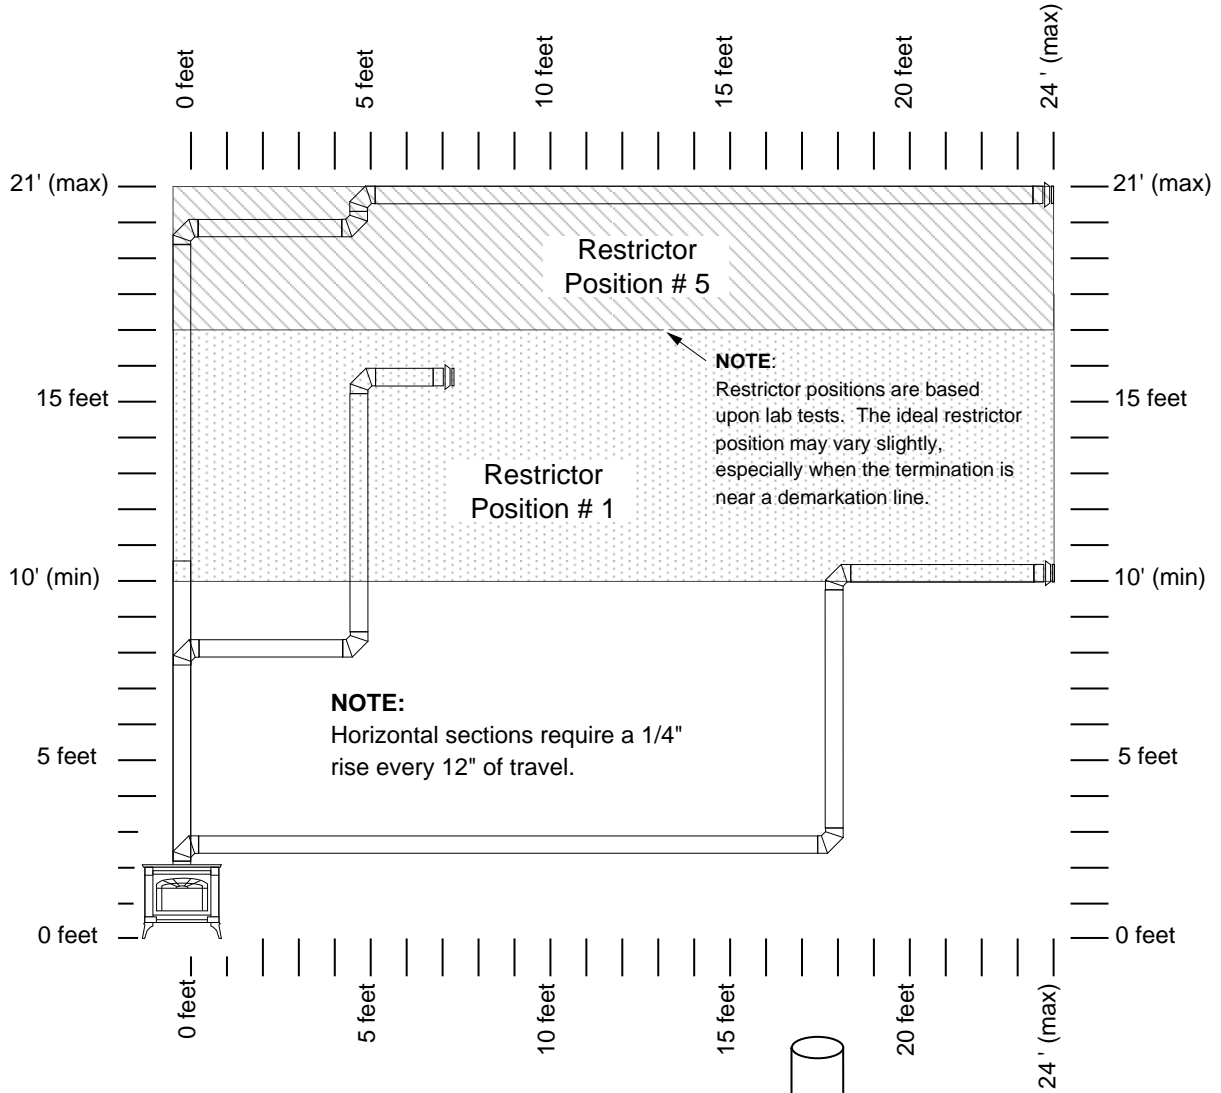 0 feet
5 feet
10 feet
15 feet
20 feet
24 ' (max)
21' (max)
21' (max)
Restrictor
Position # 5
NOTE:
Restrictor positions are based
upon lab tests. The ideal restrictor
position may vary slightly,
especially when the termination is
near a demarkation line.
15 feet
15 feet
Restrictor
Position # 1
10' (min)
10' (min)
NOTE:
Horizontal sections require a 1/4"
rise every 12" of travel.
5 feet
5 feet
0 feet
0 feet
0 feet
5 feet
10 feet
15 feet
20 feet
24 ' (max)